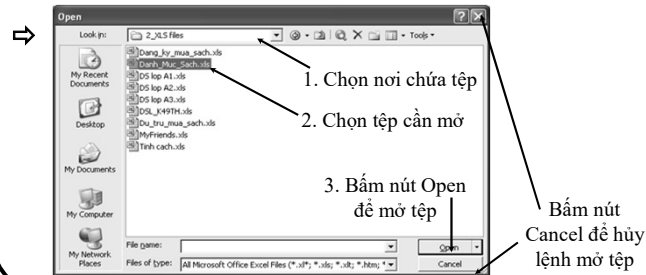 Open
Look in:
2_XLS files
Tools
Dang_ky_mua_sach.xls
Danh_Muc_Sach.xls
DS lop A1.xls
DS lop A2.xls
DS lop A3.xls
DSL_K49TH.xls
Du_tru_mua_sach.xls
MyFriends.xls
Tinh cach.xls
My Recent
Documents
Desktop
My Documents
My Computer
My Network
Places
1. Chọn nơi chứa tệp
2. Chọn tệp cần mở
3. Bấm nút Open
để mở tệp
Bấm nút
Cancel để hủy
lệnh mở tệp
File name:
Open
Files of type:
All Microsoft Office Excel Files (*.xl*; *.xls; *.xlt; *.htm; *
Cancel